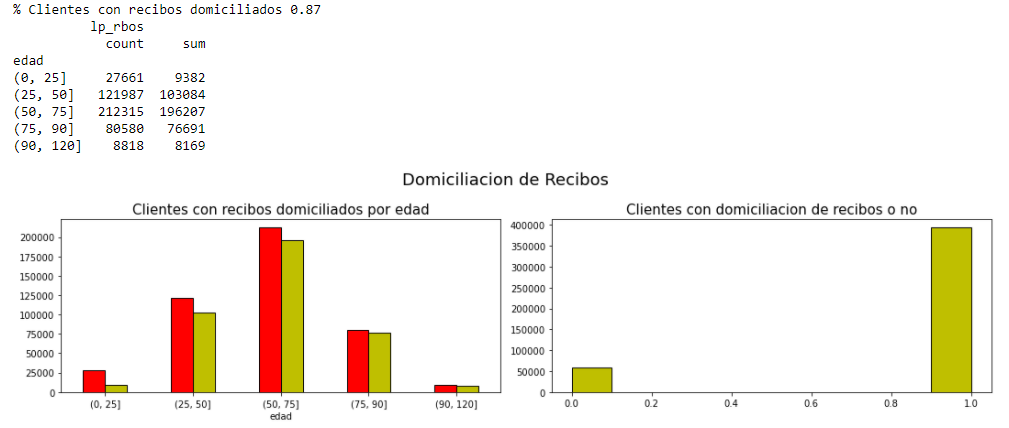 % Clientes con recibos domiciliados 0.87
lp_rbos
count sum
edad
(0, 25] 27661 9382
(25, 50] 121987 103084
(50, 75] 212315 196207
(75, 90] 80580 76691
(90, 120] 8818 8169
Domiciliacion de Recibos
Clientes con recibos domiciliados por edad
200000
175000
150000
125000
100000
75000
50000
25000
0
(0, 25] (25, 50] (50, 75] (75, 90] (90, 120]
edad
Clientes con domiciliacion de recibos o no
400000
350000
300000
250000
200000
150000
100000
50000
0
0.0 0.2 0.4 0.6 0.8 1.0